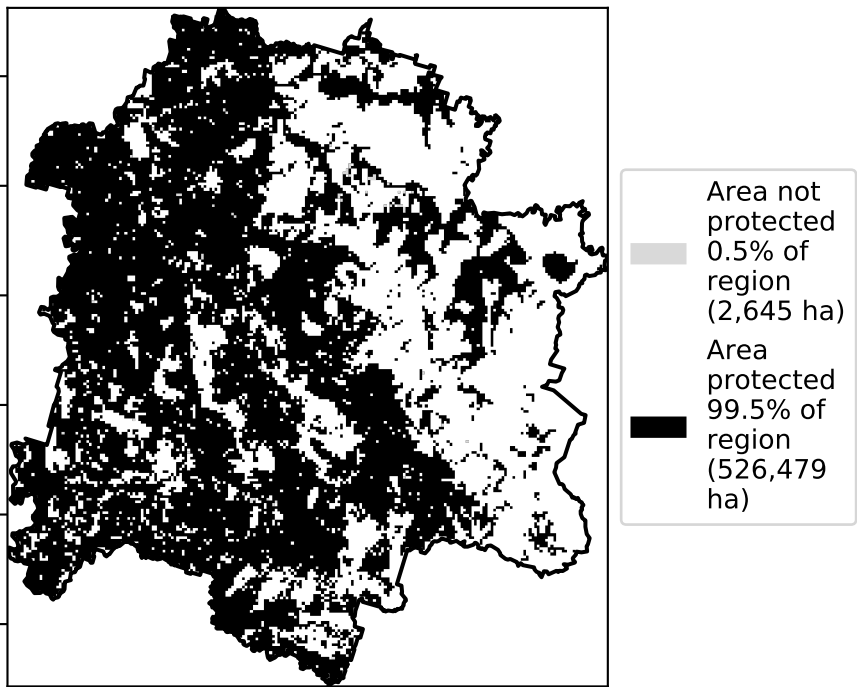 Area not
protected
0.5% of
region
(2,645 ha)
Area
protected
99.5% of
region
(526,479
ha)